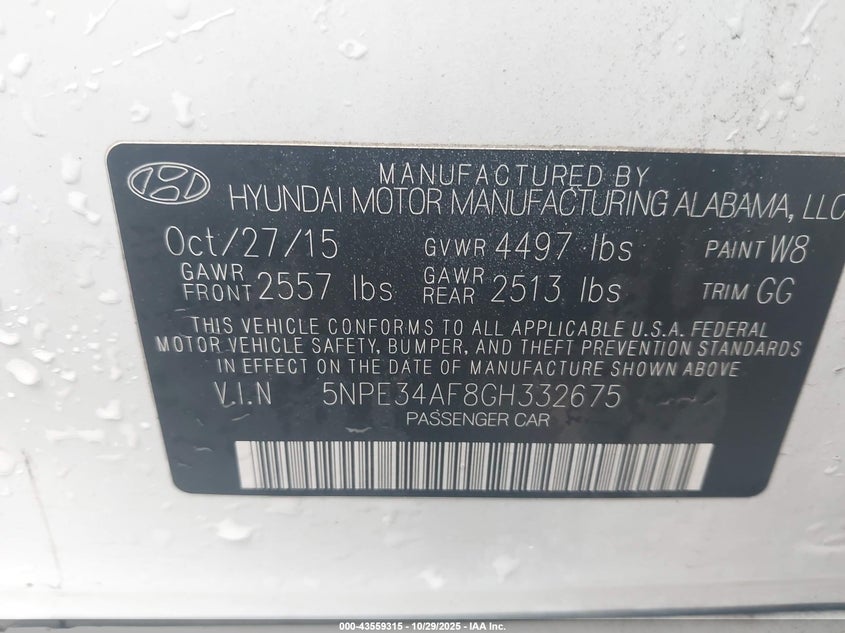 MANUFACTURED BY
HYUNDAI MOTOR MANUFACTURING ALABAMA, LLC
Oct/27/15 GVWR 4497 lbs PAINT W8
GAWR FRONT 2557 lbs GAWR REAR 2513 lbs TRIM GG
THIS VEHICLE CONFORMS TO ALL APPLICABLE U.S.A. FEDERAL
MOTOR VEHICLE SAFETY, BUMPER, AND THEFT PREVENTION STANDARDS
IN EFFECT ON THE DATE OF MANUFACTURE SHOWN ABOVE
V.I.N 5NPE34AF8GH332675
PASSENGER CAR
000-43559315 - 10/29/2025 - IAA Inc.